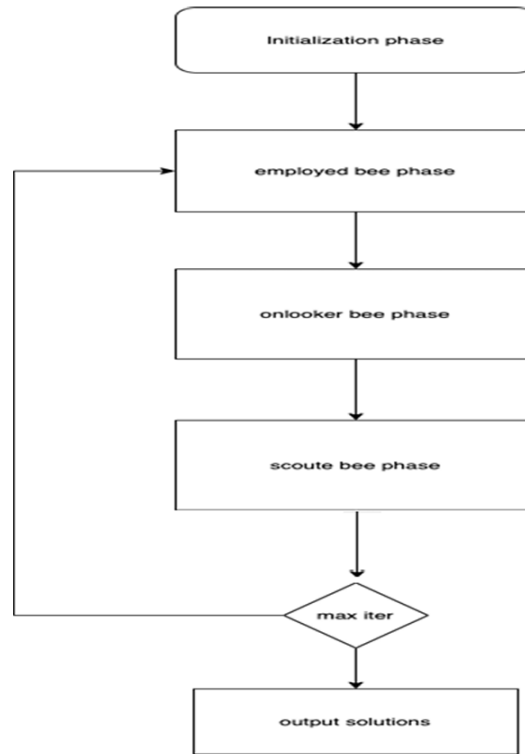 Initialization phase
employed bee phase
onlooker bee phase
scoute bee phase
max iter
output solutions